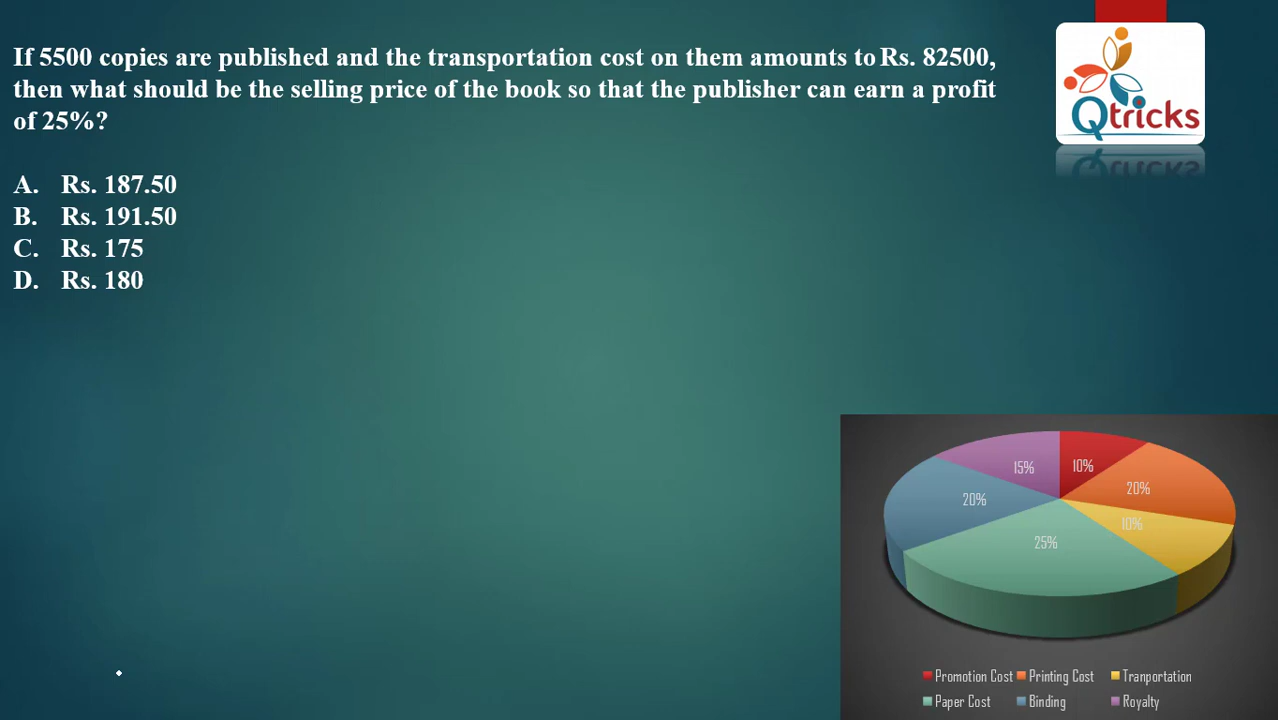 If 5500 copies are published and the transportation cost on them amounts to Rs. 82500,
then what should be the selling price of the book so that the publisher can earn a profit
of 25%?
A. Rs. 187.50
B. Rs. 191.50
C. Rs. 175
D. Rs. 180
Qtricks
15%
10%
20%
20%
10%
25%
Promotion Cost Printing Cost Tranportation
Paper Cost Binding Royalty